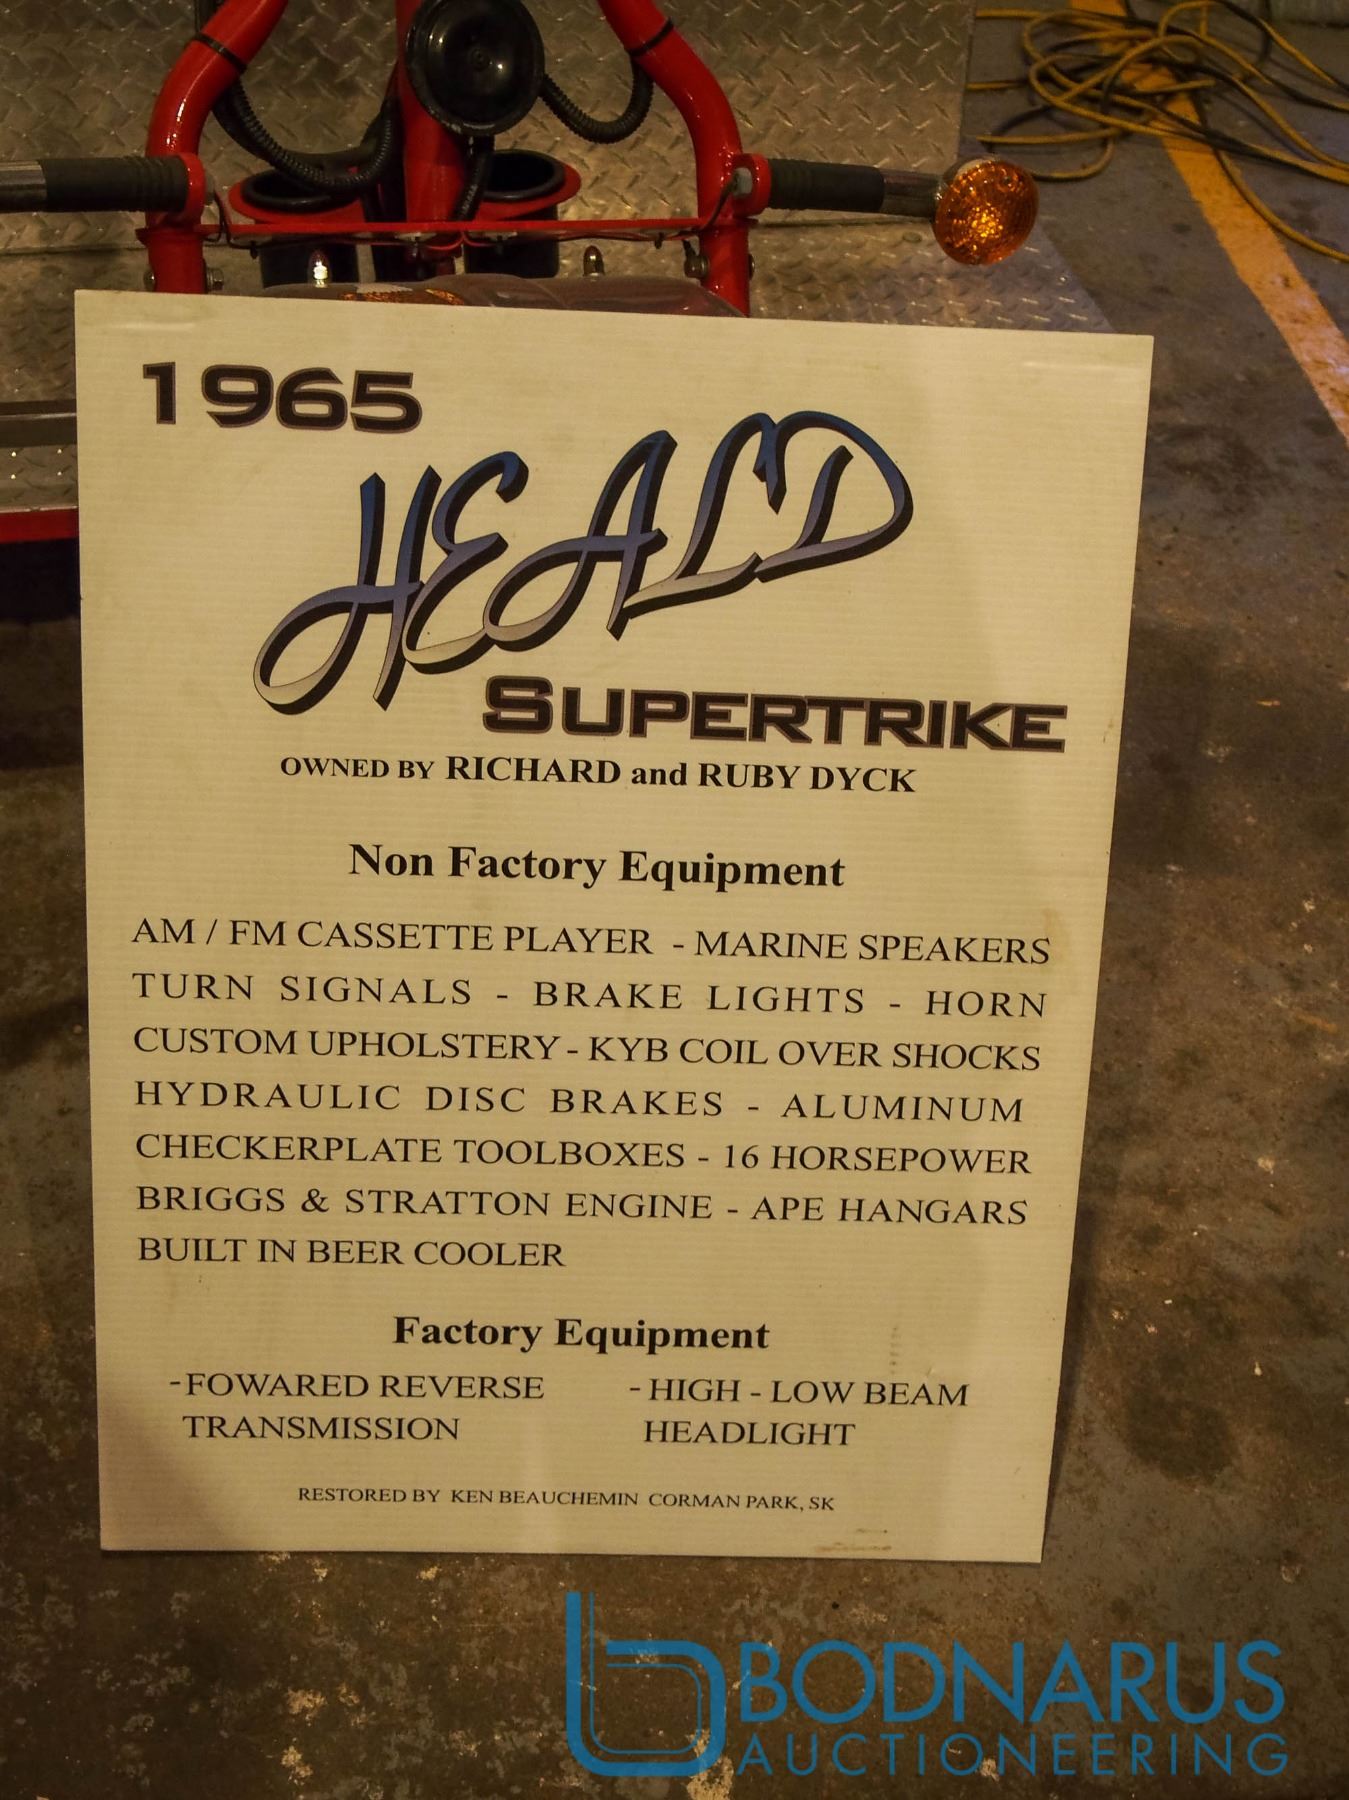 1965
HEALD
SUPERTRIKE
OWNED BY RICHARD and RUBY DYCK
Non Factory Equipment
AM / FM CASSETTE PLAYER - MARINE SPEAKERS
TURN SIGNALS - BRAKE LIGHTS - HORN
CUSTOM UPHOLSTERY - KYB COIL OVER SHOCKS
HYDRAULIC DISC BRAKES - ALUMINUM
CHECKERPLATE TOOLBOXES - 16 HORSEPOWER
BRIGGS & STRATTON ENGINE - APE HANGARS
BUILT IN BEER COOLER
Factory Equipment
-FOWARED REVERSE
TRANSMISSION
- HIGH - LOW BEAM
HEADLIGHT
RESTORED BY KEN BEAUCHEMIN CORMAN PARK, SK
BODNARUS
AUCTIONEERING